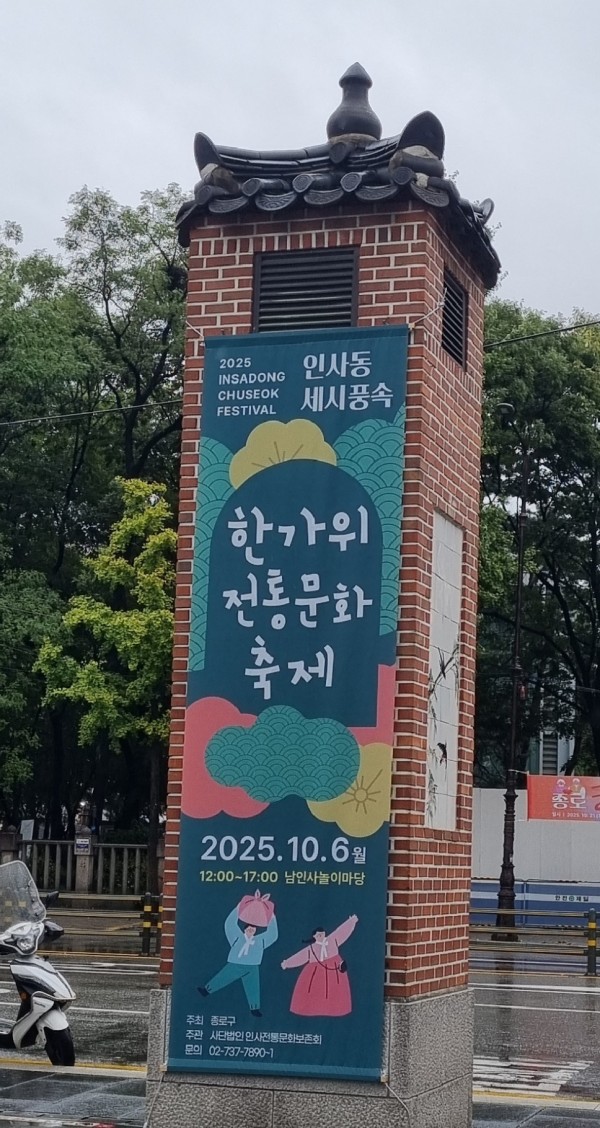 2025
INSADONG
CHUSEOK
FESTIVAL
인사동
세시풍속
한가위
전통문화
축제
2025.10.6월
12:00~17:00 남인사놀이마당
주최 종로구
주관 사단법인 인사전통문화보존회
문의 02-737-7890~1
종로